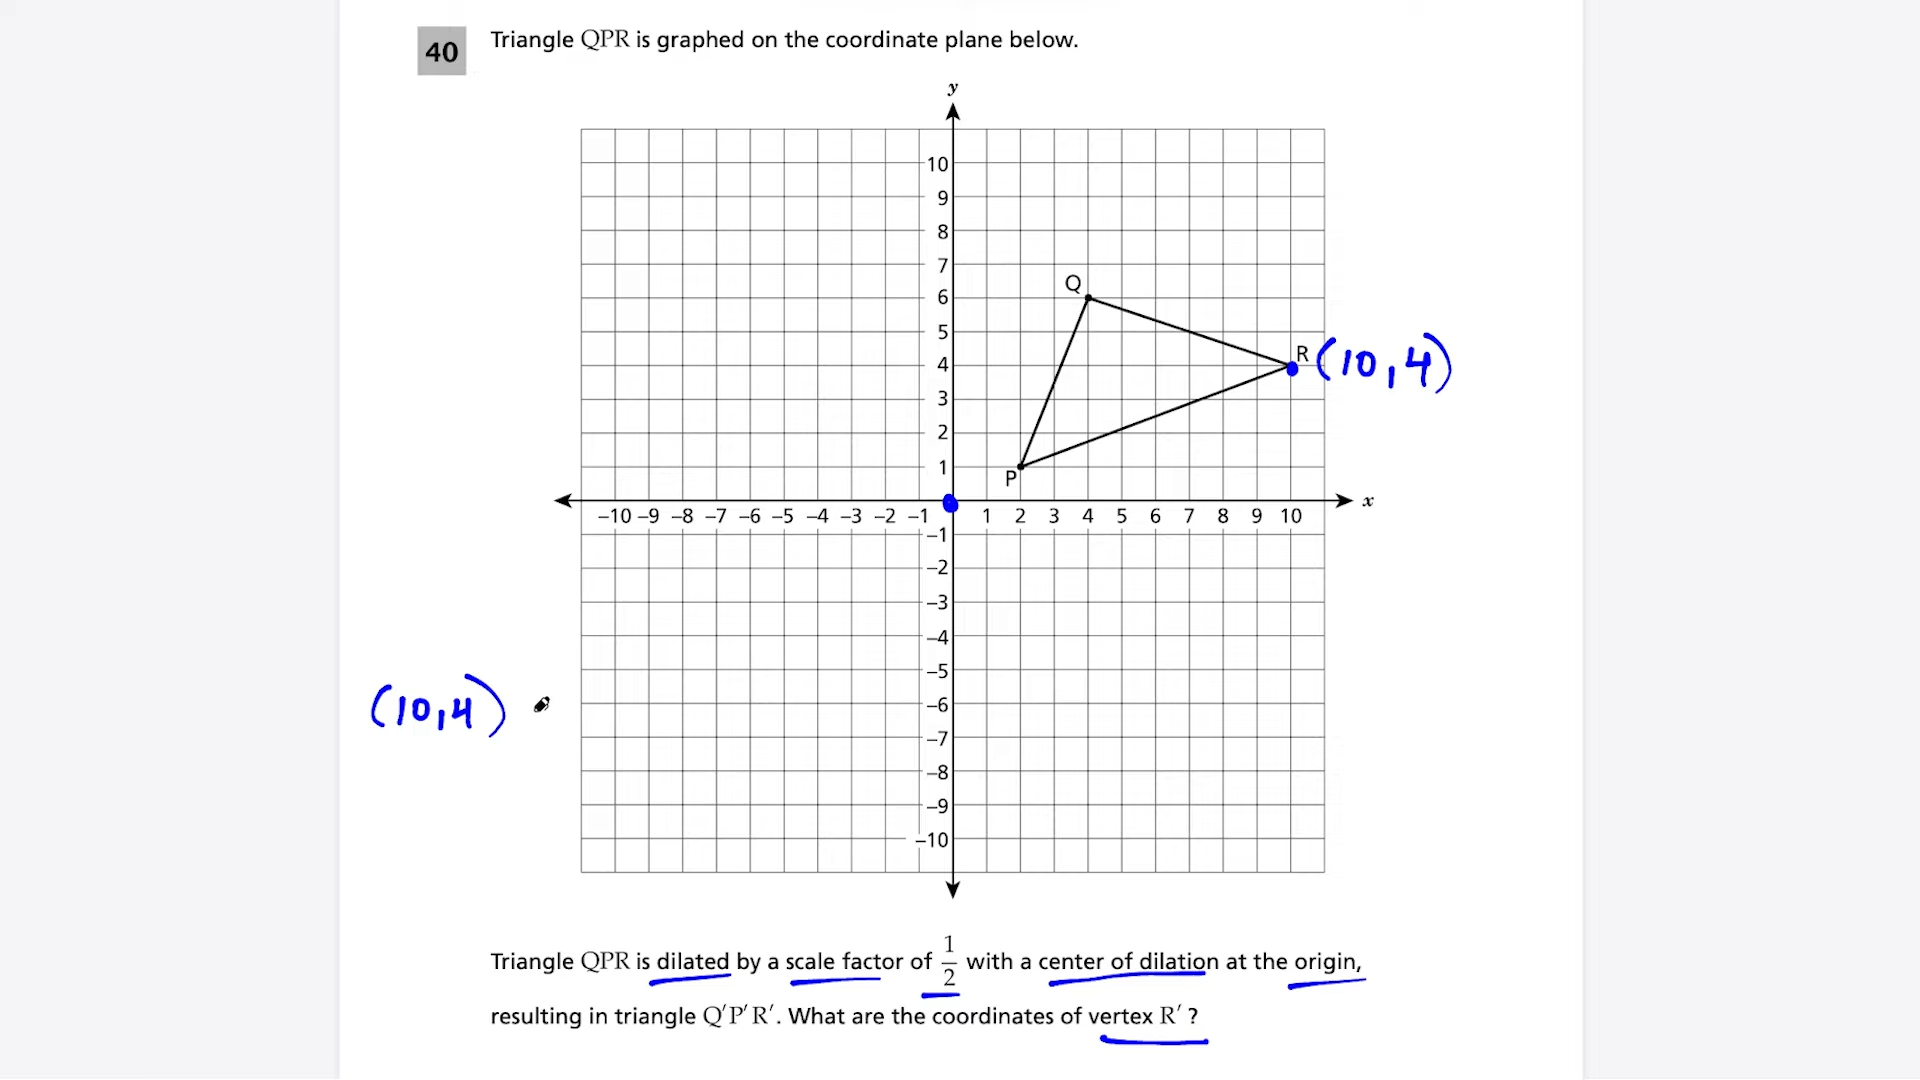 40
Triangle QPR is graphed on the coordinate plane below.
y
10
9
8
7
Q
6
5
R (10,4)
4
3
2
1
P
x
–10 –9 –8 –7 –6 –5 –4 –3 –2 –1 1 2 3 4 5 6 7 8 9 10
–1
–2
–3
–4
–5
–6
(10,4)
–7
–8
–9
–10
Triangle QPR is dilated by a scale factor of 1/2 with a center of dilation at the origin,
resulting in triangle Q′P′R′. What are the coordinates of vertex R′ ?